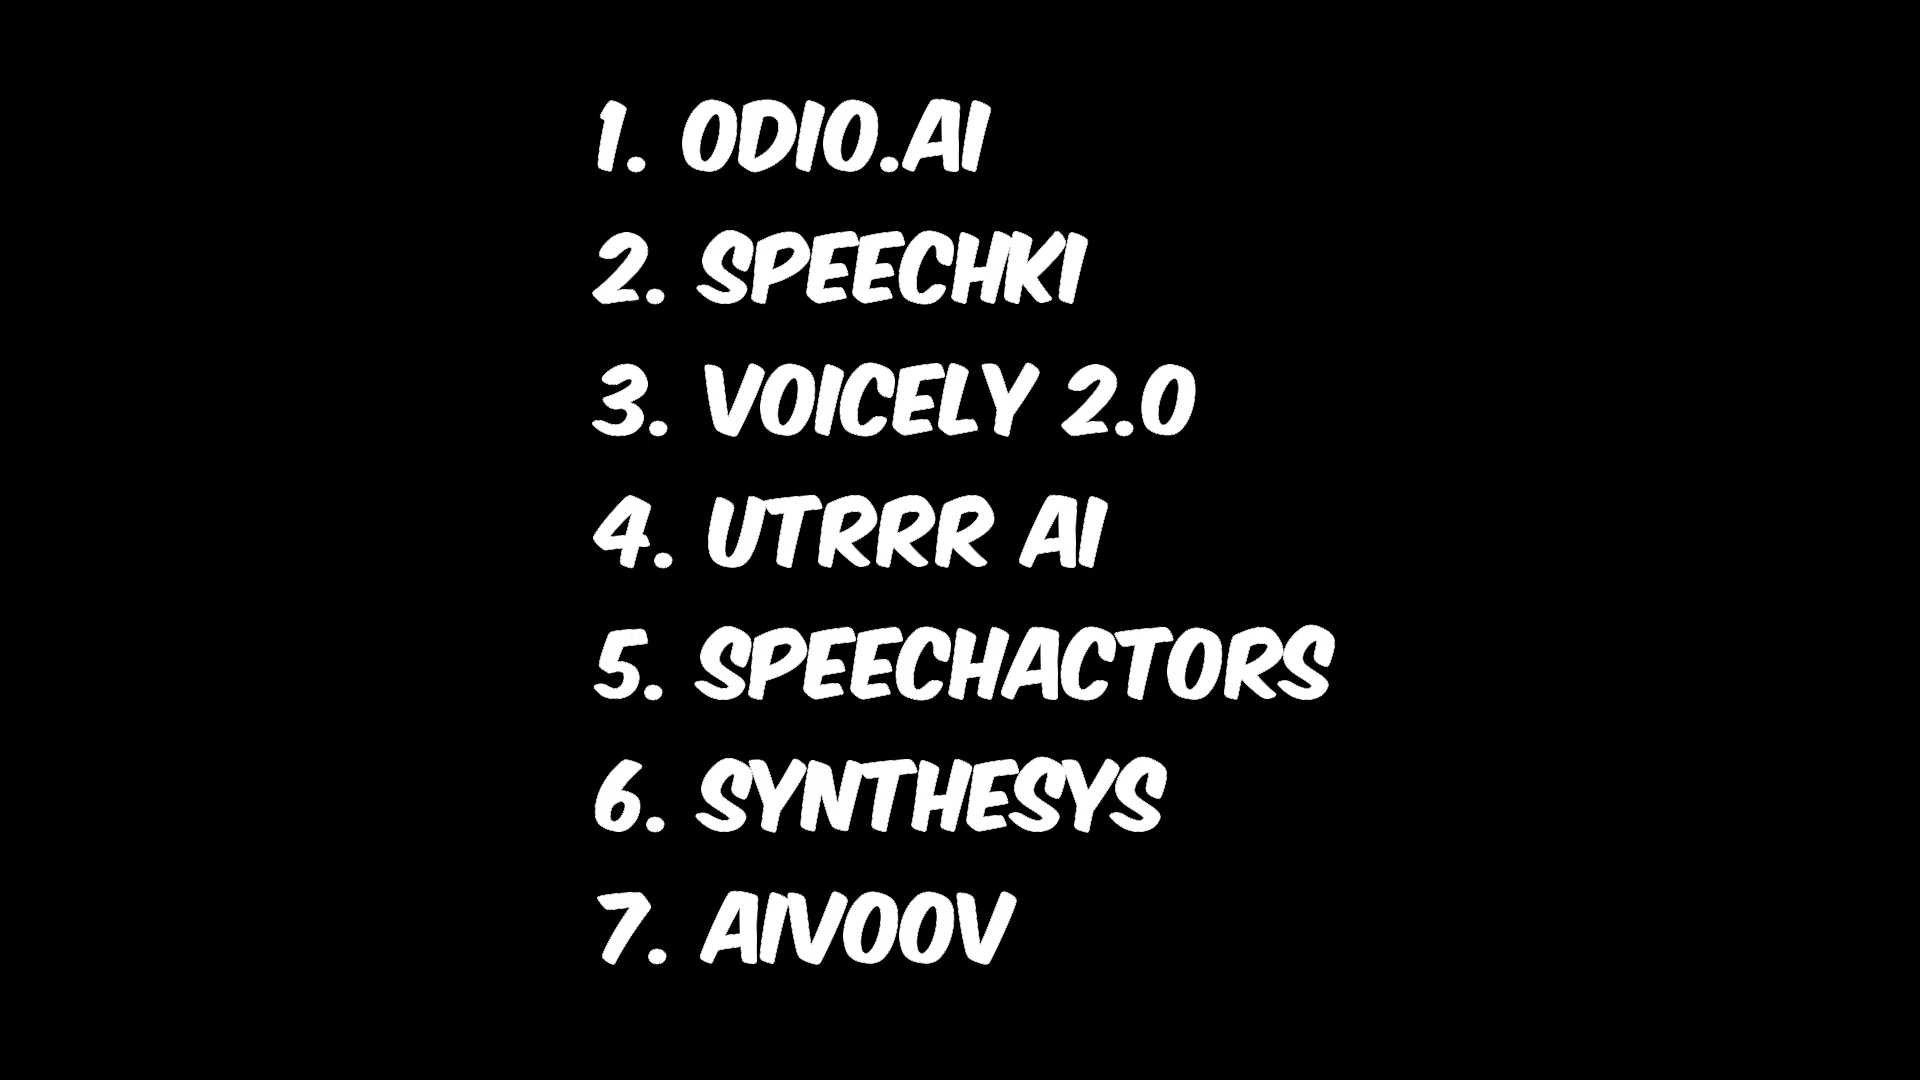 1. ODIO.AI
2. SPEECHKI
3. VOICELY 2.0
4. UTRRR AI
5. SPEECHACTORS
6. SYNTHESYS
7. AIVOOV